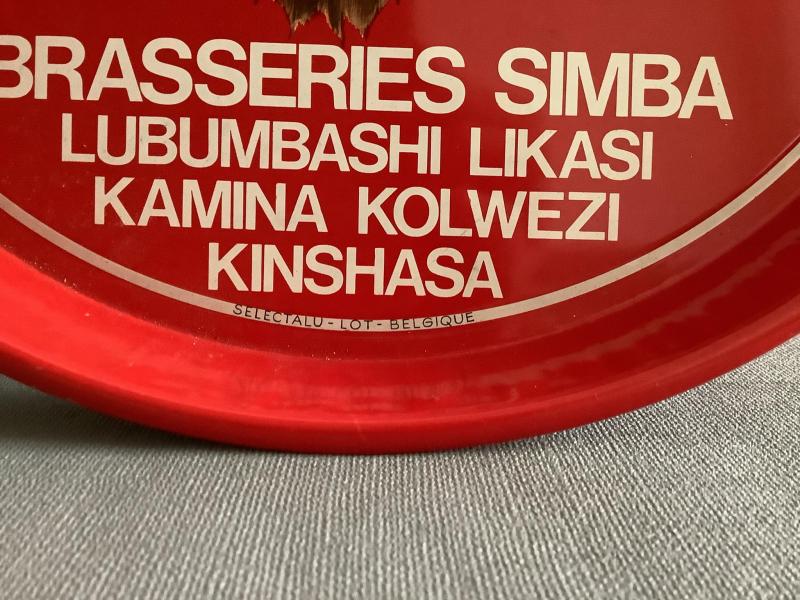 BRASSERIES SIMBA
LUBUMBASHI LIKASI
KAMINA KOLWEZI
KINSHASA
SELECTALU - LOT - BELGIQUE